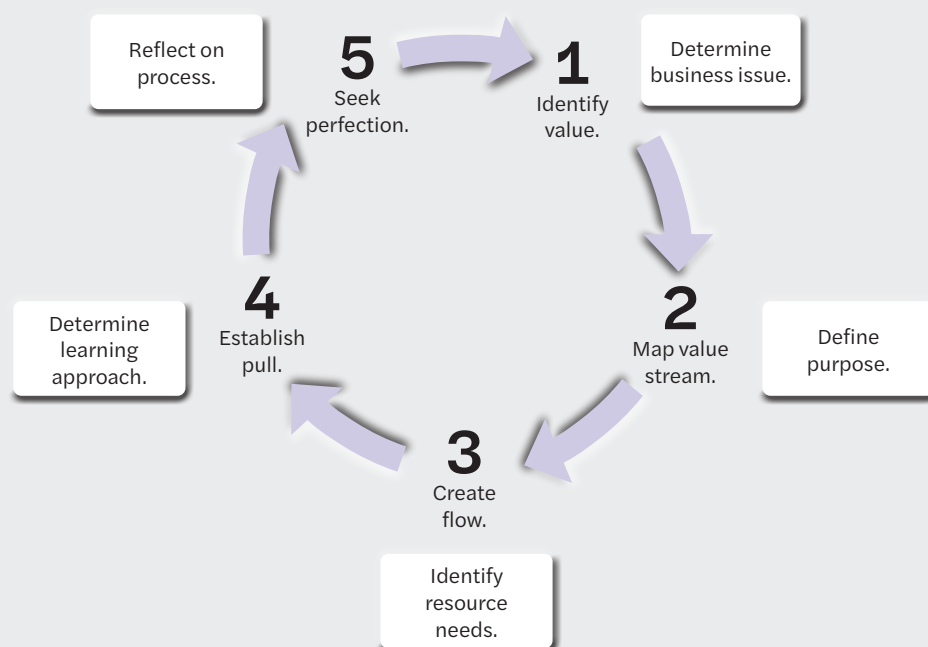 Reflect on
process.
5
Seek
perfection.
1
Identify
value.
Determine
business issue.
2
Map value
stream.
Define
purpose.
3
Create
flow.
Identify
resource
needs.
4
Establish
pull.
Determine
learning
approach.